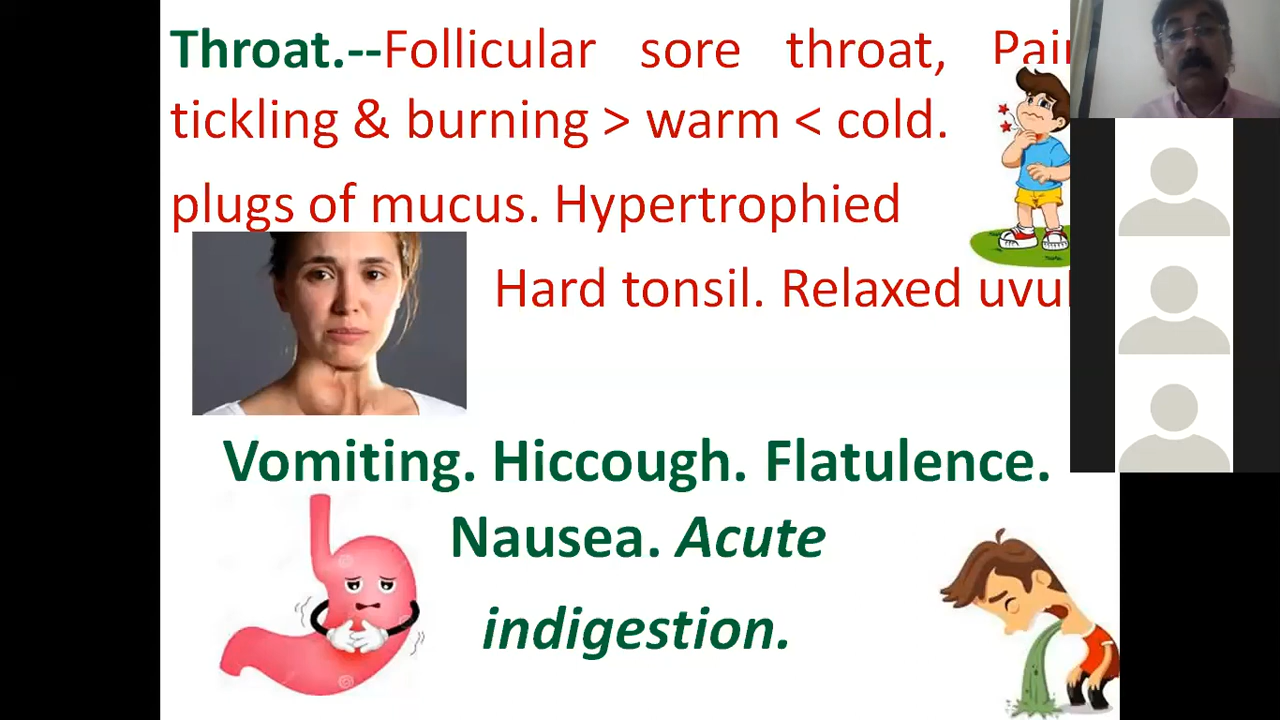 Throat.--Follicular sore throat,
tickling & burning > warm < cold.
plugs of mucus. Hypertrophied
Hard tonsil. Relaxed
Vomiting. Hiccough. Flatulence.
Nausea. Acute
indigestion.